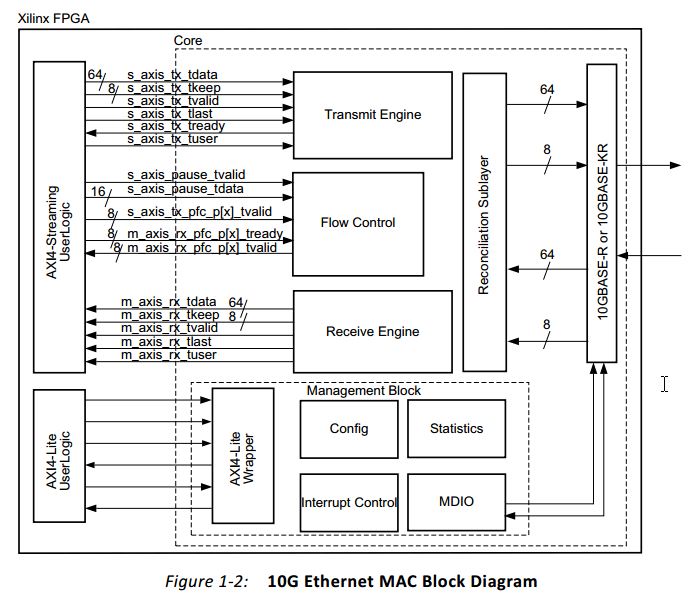 Xilinx FPGA
Core
64
s_axis_tx_tdata
8
s_axis_tx_tkeep
s_axis_tx_tvalid
s_axis_tx_tlast
s_axis_tx_tready
s_axis_tx_tuser
Transmit Engine
AXI4-Streaming
UserLogic
s_axis_pause_tvalid
16
s_axis_pause_tdata
8
s_axis_tx_pfc_p[x]_tvalid
8
m_axis_rx_pfc_p[x]_tready
8
m_axis_rx_pfc_p[x]_tvalid
Flow Control
m_axis_rx_tdata
64
m_axis_rx_tkeep
8
m_axis_rx_tvalid
m_axis_rx_tlast
m_axis_rx_tuser
Receive Engine
Reconciliation Sublayer
64
8
64
8
10GBASE-R or 10GBASE-KR
AXI4-Lite
UserLogic
AXI4-Lite
Wrapper
Management Block
Config
Statistics
Interrupt Control
MDIO
Figure 1-2: 10G Ethernet MAC Block Diagram